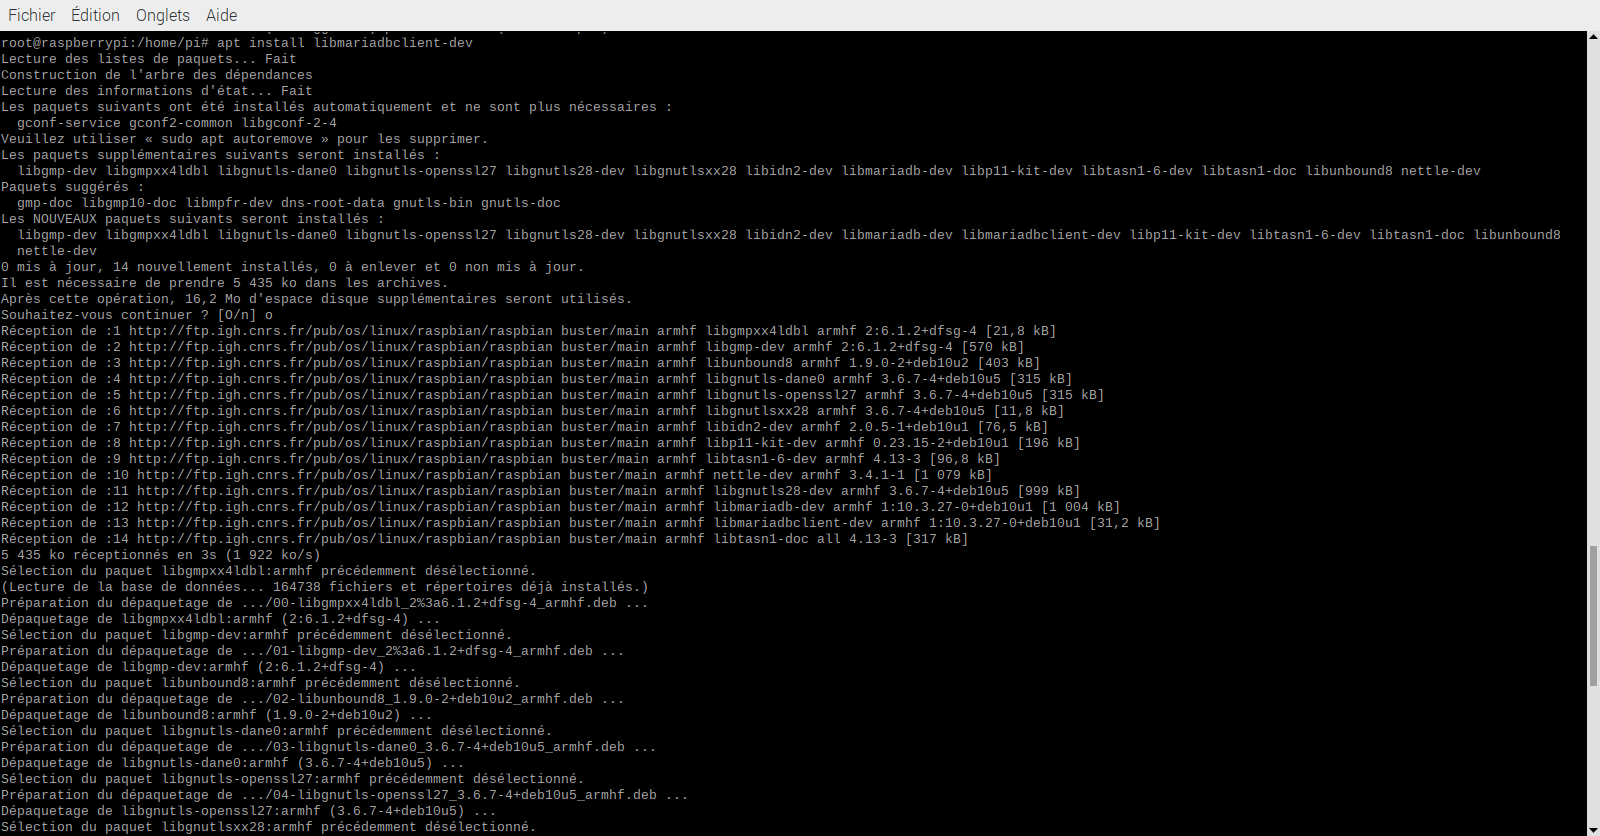 Fichier Édition Onglets Aide
root@raspberrypi:/home/pi# apt install libmariadbclient-dev
Lecture des listes de paquets... Fait
Construction de l'arbre des dépendances
Lecture des informations d'état... Fait
Les paquets suivants ont été installés automatiquement et ne sont plus nécessaires :
  gconf-service gconf2-common libgconf-2-4
Veuillez utiliser « sudo apt autoremove » pour les supprimer.
Les paquets supplémentaires suivants seront installés :
  libgmp-dev libgmpxx4ldbl libgnutls-dane0 libgnutls-openssl27 libgnutls28-dev libgnutlsxx28 libidn2-dev libmariadb-dev libp11-kit-dev libtasn1-6-dev libtasn1-doc libunbound8 nettle-dev
Paquets suggérés :
  gmp-doc libgmp10-doc libmpfr-dev dns-root-data gnutls-bin gnutls-doc
Les NOUVEAUX paquets suivants seront installés :
  libgmp-dev libgmpxx4ldbl libgnutls-dane0 libgnutls-openssl27 libgnutls28-dev libgnutlsxx28 libidn2-dev libmariadb-dev libmariadbclient-dev libp11-kit-dev libtasn1-6-dev libtasn1-doc libunbound8
  nettle-dev
0 mis à jour, 14 nouvellement installés, 0 à enlever et 0 non mis à jour.
Il est nécessaire de prendre 5 435 ko dans les archives.
Après cette opération, 16,2 Mo d'espace disque supplémentaires seront utilisés.
Souhaitez-vous continuer ? [O/n] o
Réception de :1 http://ftp.igh.cnrs.fr/pub/os/linux/raspbian/raspbian buster/main armhf libgmpxx4ldbl armhf 2:6.1.2+dfsg-4 [21,8 kB]
Réception de :2 http://ftp.igh.cnrs.fr/pub/os/linux/raspbian/raspbian buster/main armhf libgmp-dev armhf 2:6.1.2+dfsg-4 [570 kB]
Réception de :3 http://ftp.igh.cnrs.fr/pub/os/linux/raspbian/raspbian buster/main armhf libunbound8 armhf 1.9.0-2+deb10u2 [403 kB]
Réception de :4 http://ftp.igh.cnrs.fr/pub/os/linux/raspbian/raspbian buster/main armhf libgnutls-dane0 armhf 3.6.7-4+deb10u5 [315 kB]
Réception de :5 http://ftp.igh.cnrs.fr/pub/os/linux/raspbian/raspbian buster/main armhf libgnutls-openssl27 armhf 3.6.7-4+deb10u5 [315 kB]
Réception de :6 http://ftp.igh.cnrs.fr/pub/os/linux/raspbian/raspbian buster/main armhf libgnutlsxx28 armhf 3.6.7-4+deb10u5 [11,8 kB]
Réception de :7 http://ftp.igh.cnrs.fr/pub/os/linux/raspbian/raspbian buster/main armhf libidn2-dev armhf 2.0.5-1+deb10u1 [76,5 kB]
Réception de :8 http://ftp.igh.cnrs.fr/pub/os/linux/raspbian/raspbian buster/main armhf libp11-kit-dev armhf 0.23.15-2+deb10u1 [196 kB]
Réception de :9 http://ftp.igh.cnrs.fr/pub/os/linux/raspbian/raspbian buster/main armhf libtasn1-6-dev armhf 4.13-3 [96,8 kB]
Réception de :10 http://ftp.igh.cnrs.fr/pub/os/linux/raspbian/raspbian buster/main armhf nettle-dev armhf 3.4.1-1 [1 079 kB]
Réception de :11 http://ftp.igh.cnrs.fr/pub/os/linux/raspbian/raspbian buster/main armhf libgnutls28-dev armhf 3.6.7-4+deb10u5 [999 kB]
Réception de :12 http://ftp.igh.cnrs.fr/pub/os/linux/raspbian/raspbian buster/main armhf libmariadb-dev armhf 1:10.3.27-0+deb10u1 [1 004 kB]
Réception de :13 http://ftp.igh.cnrs.fr/pub/os/linux/raspbian/raspbian buster/main armhf libmariadbclient-dev armhf 1:10.3.27-0+deb10u1 [31,2 kB]
Réception de :14 http://ftp.igh.cnrs.fr/pub/os/linux/raspbian/raspbian buster/main armhf libtasn1-doc all 4.13-3 [317 kB]
5 435 ko réceptionnés en 3s (1 922 ko/s)
Sélection du paquet libgmpxx4ldbl:armhf précédemment désélectionné.
(Lecture de la base de données... 164738 fichiers et répertoires déjà installés.)
Préparation du dépaquetage de .../00-libgmpxx4ldbl_2%3a6.1.2+dfsg-4_armhf.deb ...
Dépaquetage de libgmpxx4ldbl:armhf (2:6.1.2+dfsg-4) ...
Sélection du paquet libgmp-dev:armhf précédemment désélectionné.
Préparation du dépaquetage de .../01-libgmp-dev_2%3a6.1.2+dfsg-4_armhf.deb ...
Dépaquetage de libgmp-dev:armhf (2:6.1.2+dfsg-4) ...
Sélection du paquet libunbound8:armhf précédemment désélectionné.
Préparation du dépaquetage de .../02-libunbound8_1.9.0-2+deb10u2_armhf.deb ...
Dépaquetage de libunbound8:armhf (1.9.0-2+deb10u2) ...
Sélection du paquet libgnutls-dane0:armhf précédemment désélectionné.
Préparation du dépaquetage de .../03-libgnutls-dane0_3.6.7-4+deb10u5_armhf.deb ...
Dépaquetage de libgnutls-dane0:armhf (3.6.7-4+deb10u5) ...
Sélection du paquet libgnutls-openssl27:armhf précédemment désélectionné.
Préparation du dépaquetage de .../04-libgnutls-openssl27_3.6.7-4+deb10u5_armhf.deb ...
Dépaquetage de libgnutls-openssl27:armhf (3.6.7-4+deb10u5) ...
Sélection du paquet libgnutlsxx28:armhf précédemment désélectionné.